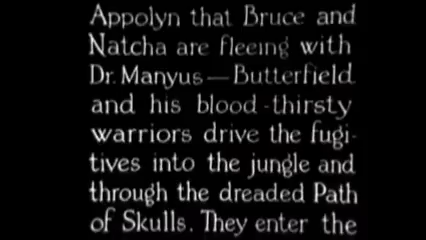 Appolyn that Bruce and
Natcha are fleeing with
Dr. Manyus — Butterfield
and his blood-thirsty
warriors drive the fugi-
tives into the jungle and
through the dreaded Path
of Skulls. They enter the